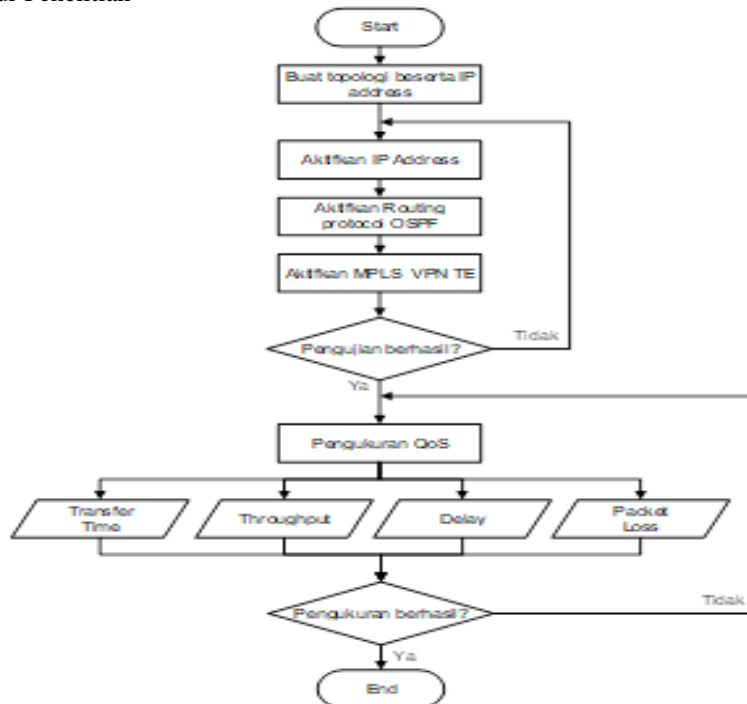 Penelitian
Start
Buat topologi beserta IP
address
Aktifkan IP Address
Aktifkan Routing
protocol OSPF
Aktifkan MPLS VPN TE
Pengujian berhasil?
Tidak
Ya
Pengukuran QoS
Transfer
Time
Throughput
Delay
Packet
Loss
Pengukuran berhasil?
Tidak
Ya
End